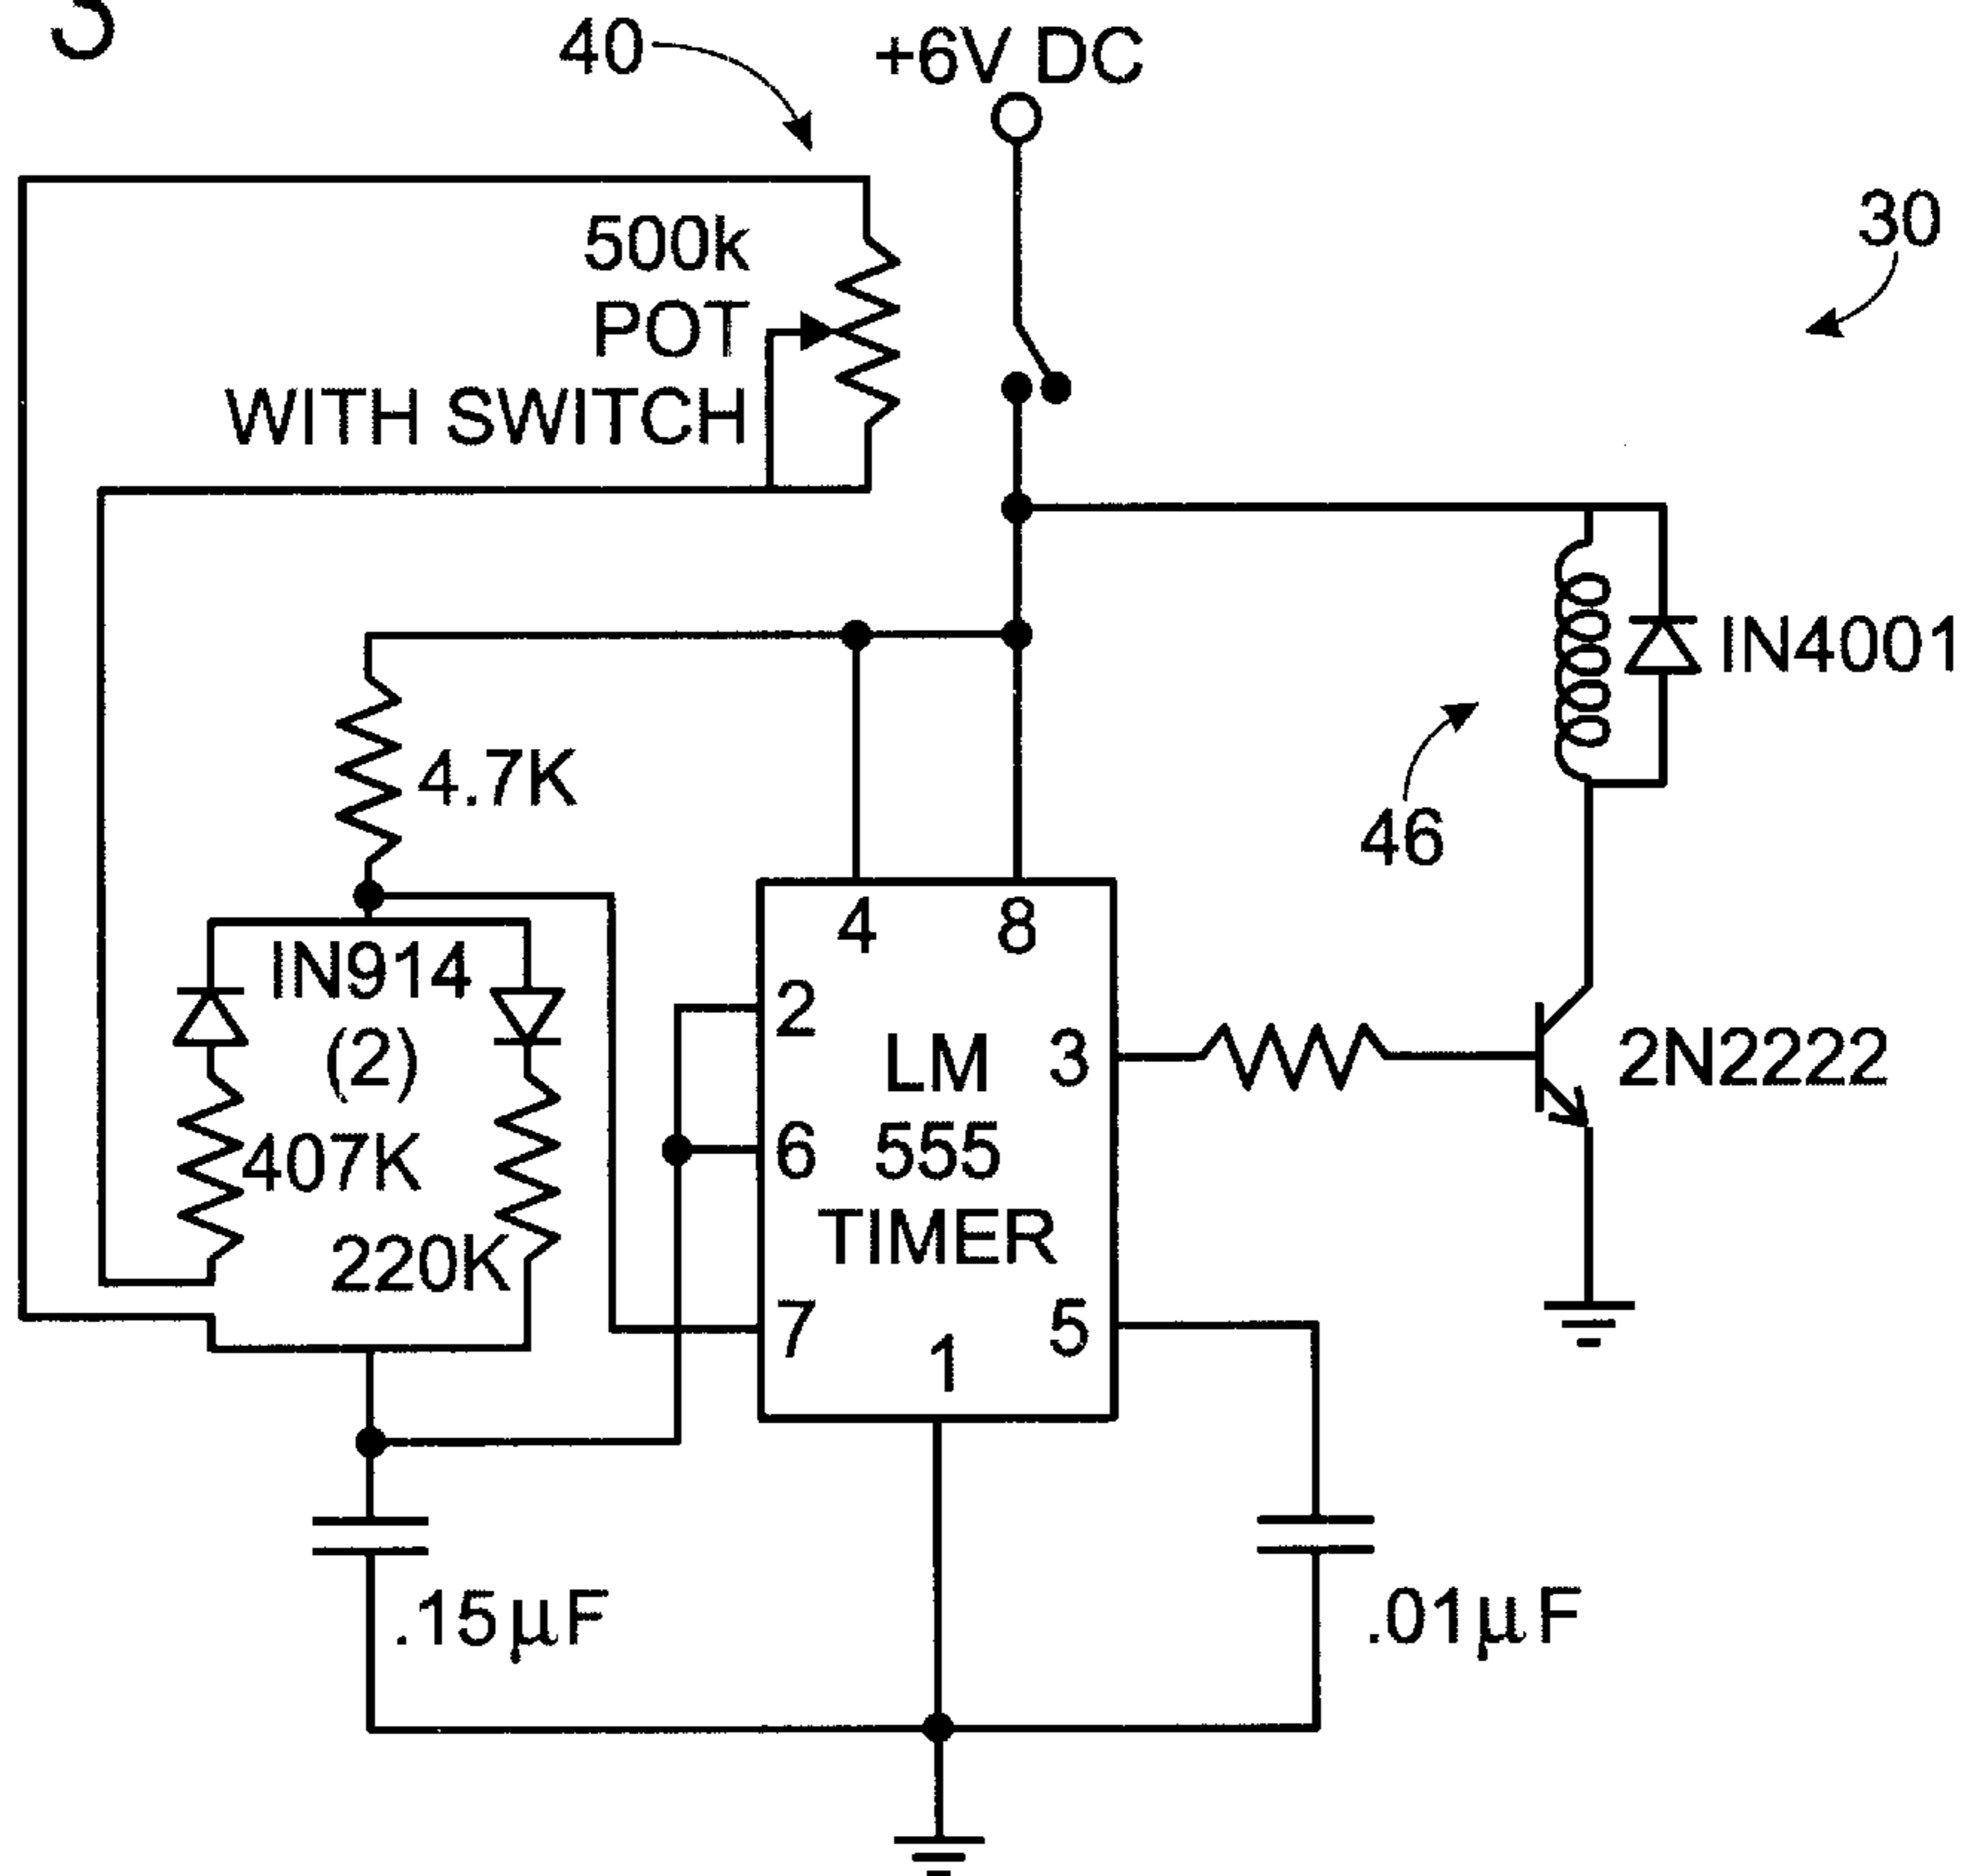 3
40
+6V DC
30
500k
POT
WITH SWITCH
IN4001
4.7K
46
4
8
IN914
(2)
2
LM
3
2N2222
407K
6
555
TIMER
220K
7
1
5
.15µF
.01µF